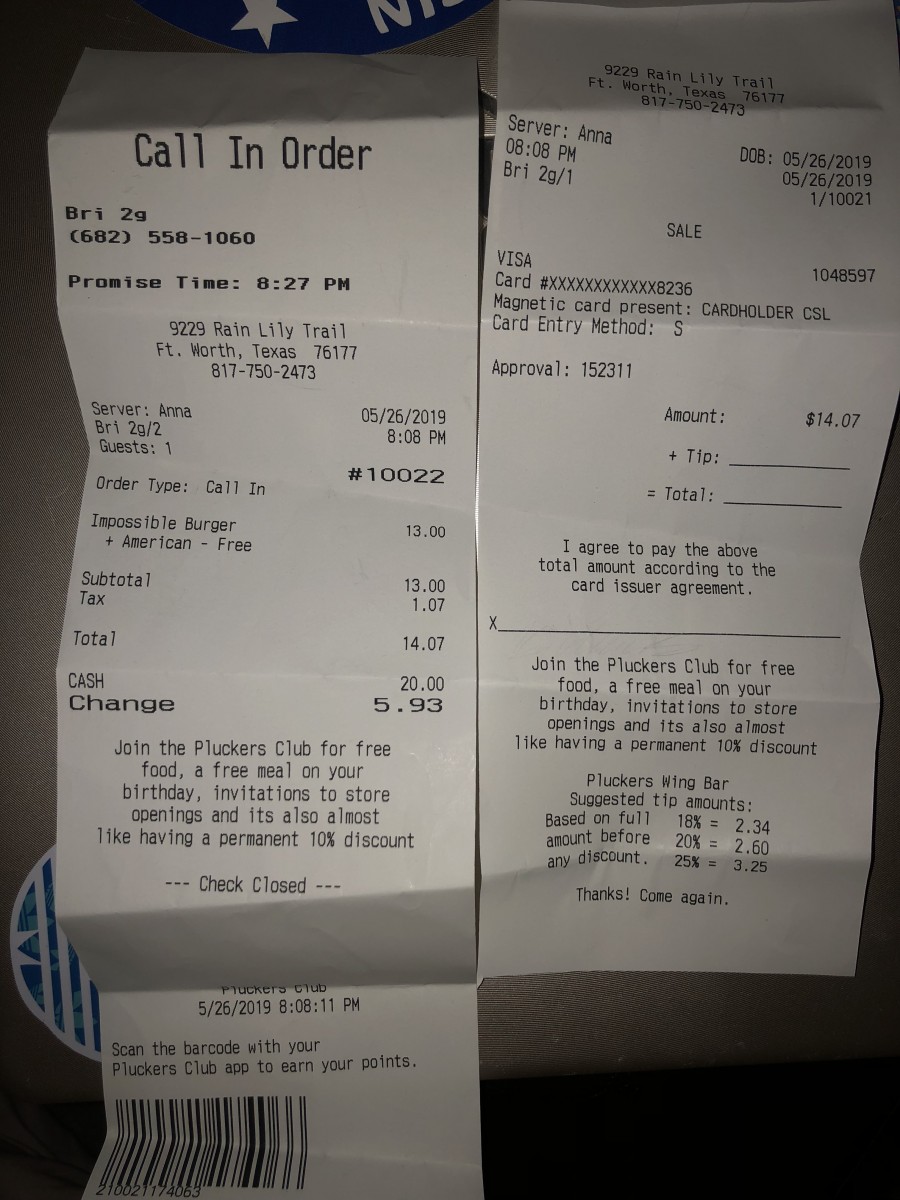 NIS
Call In Order
Bri 2g
(682) 558-1060
Promise Time: 8:27 PM
9229 Rain Lily Trail
Ft. Worth, Texas 76177
817-750-2473
Server: Anna 05/26/2019
Bri 2g/2 8:08 PM
Guests: 1
#10022
Order Type: Call In
Impossible Burger 13.00
+ American - Free
Subtotal 13.00
Tax 1.07
Total 14.07
CASH 20.00
Change 5.93
Join the Pluckers Club for free
food, a free meal on your
birthday, invitations to store
openings and its also almost
like having a permanent 10% discount
--- Check Closed ---
Pluckers Club
5/26/2019 8:08:11 PM
Scan the barcode with your
Pluckers Club app to earn your points.
210021174063
9229 Rain Lily Trail
Ft. Worth, Texas 76177
817-750-2473
Server: Anna DOB: 05/26/2019
08:08 PM 05/26/2019
Bri 2g/1 1/10021
SALE
VISA 1048597
Card #XXXXXXXXXXXX8236
Magnetic card present: CARDHOLDER CSL
Card Entry Method: S
Approval: 152311
Amount: $14.07
+ Tip: __________
= Total: __________
I agree to pay the above
total amount according to the
card issuer agreement.
X______________________________
Join the Pluckers Club for free
food, a free meal on your
birthday, invitations to store
openings and its also almost
like having a permanent 10% discount
Pluckers Wing Bar
Suggested tip amounts:
Based on full 18% = 2.34
amount before 20% = 2.60
any discount. 25% = 3.25
Thanks! Come again.